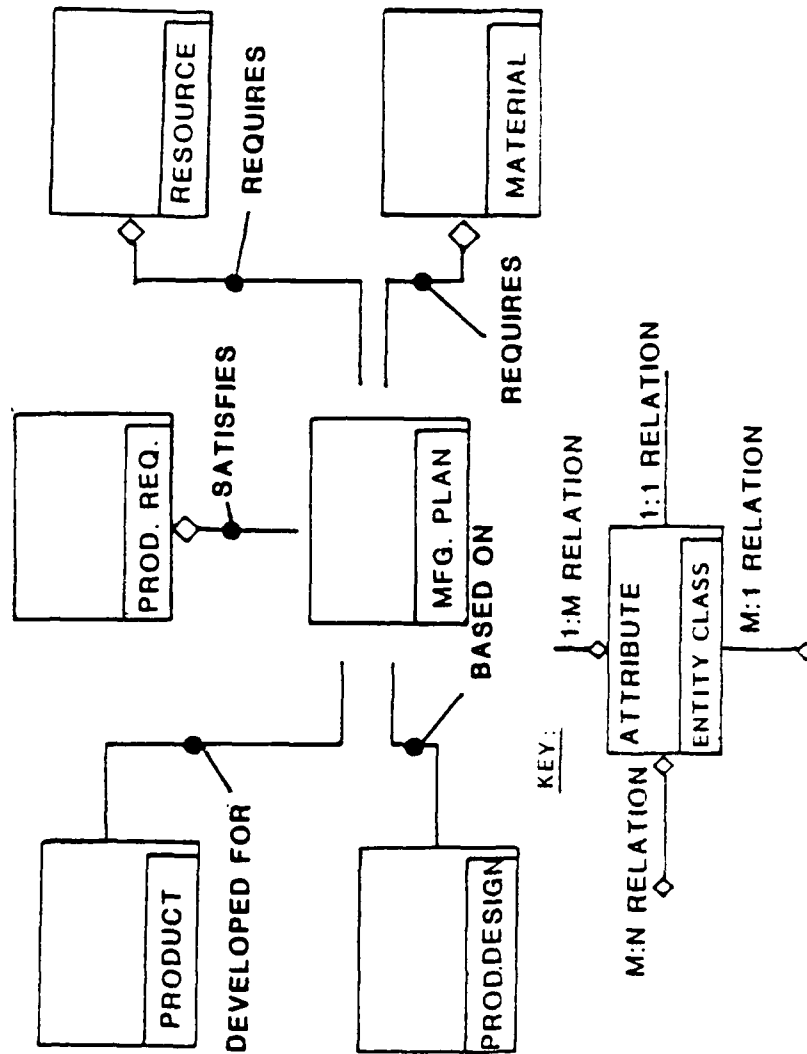 PRODUCT
DEVELOPED FOR
PROD.DESIGN
PROD. REQ.
SATISFIES
MFG. PLAN
BASED ON
RESOURCE
REQUIRES
MATERIAL
REQUIRES
KEY:
M:N RELATION
1:M RELATION
ATTRIBUTE
ENTITY CLASS
1:1 RELATION
M:1 RELATION